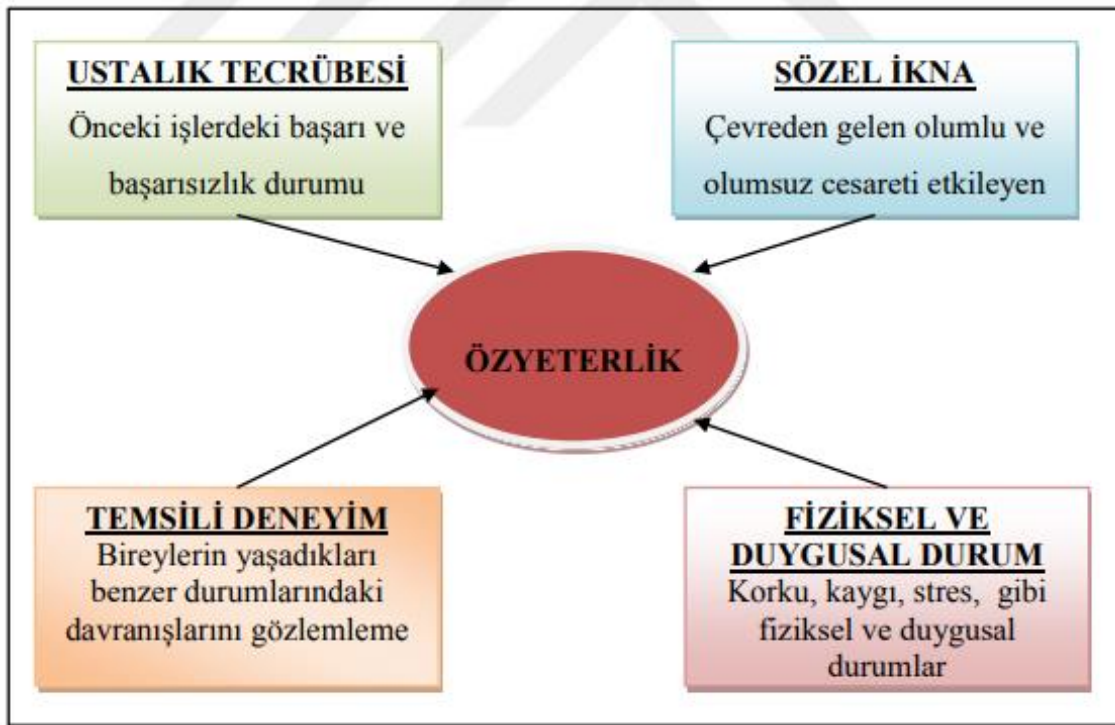 USTALIK TECRÜBESİ
Önceki işlerdeki başarı ve
başarısızlık durumu
SÖZEL İKNA
Çevreden gelen olumlu ve
olumsuz cesareti etkileyen
ÖZYETERLİK
TEMSİLİ DENEYİM
Bireylerin yaşadıkları
benzer durumlarındaki
davranışlarını gözlemleme
FİZİKSEL VE
DUYGUSAL DURUM
Korku, kaygı, stres, gibi
fiziksel ve duygusal
durumlar